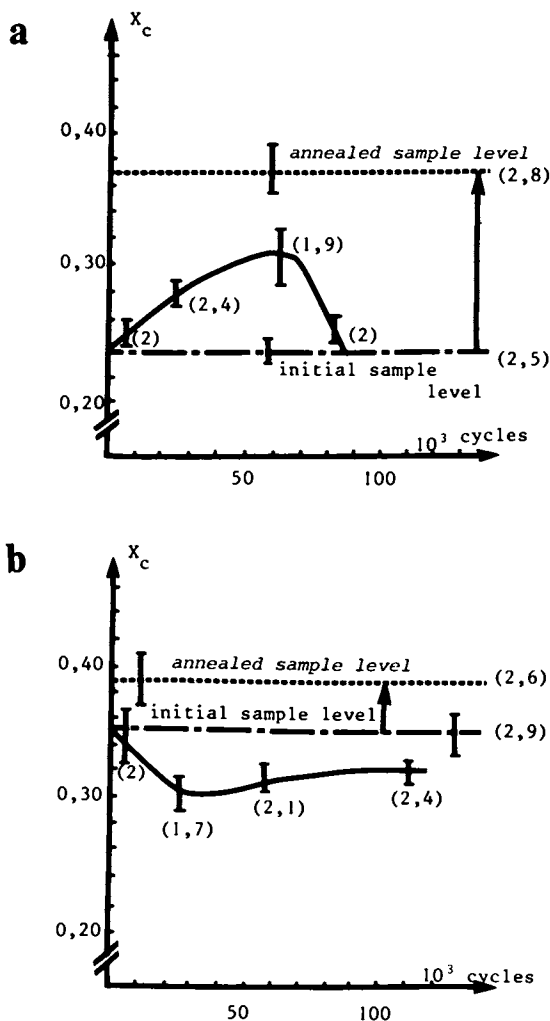 a
X_c
0,40
annealed sample level
(2,8)
0,30
(1,9)
(2,4)
(2)
(2)
initial sample
level
(2,5)
0,20
10³ cycles
50
100
b
X_c
0,40
annealed sample level
(2,6)
initial sample level
(2,9)
(2)
0,30
(1,7)
(2,1)
(2,4)
0,20
10³ cycles
50
100